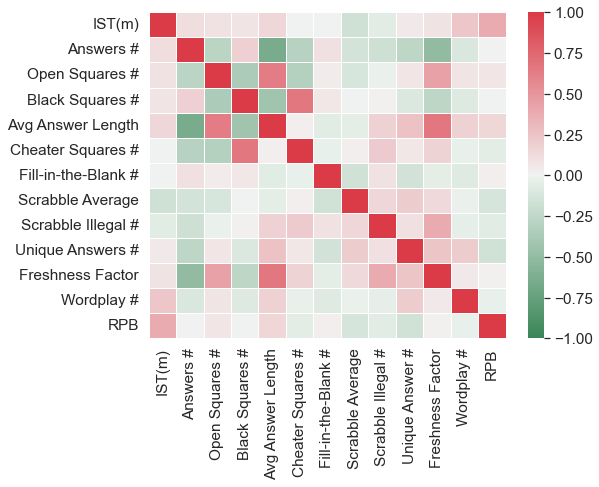 IST(m)
Answers #
Open Squares #
Black Squares #
Avg Answer Length
Cheater Squares #
Fill-in-the-Blank #
Scrabble Average
Scrabble Illegal #
Unique Answers #
Freshness Factor
Wordplay #
RPB
IST(m)
Answers #
Open Squares #
Black Squares #
Avg Answer Length
Cheater Squares #
Fill-in-the-Blank #
Scrabble Average
Scrabble Illegal #
Unique Answer #
Freshness Factor
Wordplay #
RPB
1.00
0.75
0.50
0.25
0.00
−0.25
−0.50
−0.75
−1.00